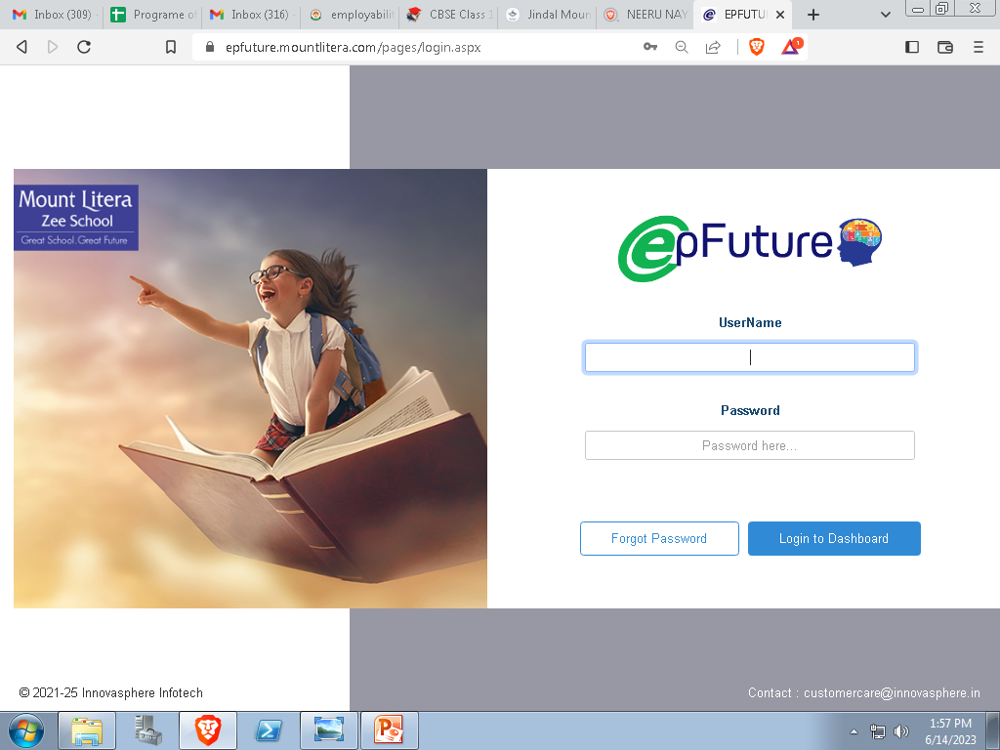 Inbox (309)
Programe of
Inbox (316)
employabilit
CBSE Class
Jindal Moun
NEERU NAY
EPFUTU
epfuture.mountlitera.com/pages/login.aspx
1
Mount Litera
Zee School
Great School.Great Future
epFuture
UserName
Password
Password here...
Forgot Password
Login to Dashboard
© 2021-25 Innovasphere Infotech
Contact : customercare@innovasphere.in
1:57 PM
6/14/2023